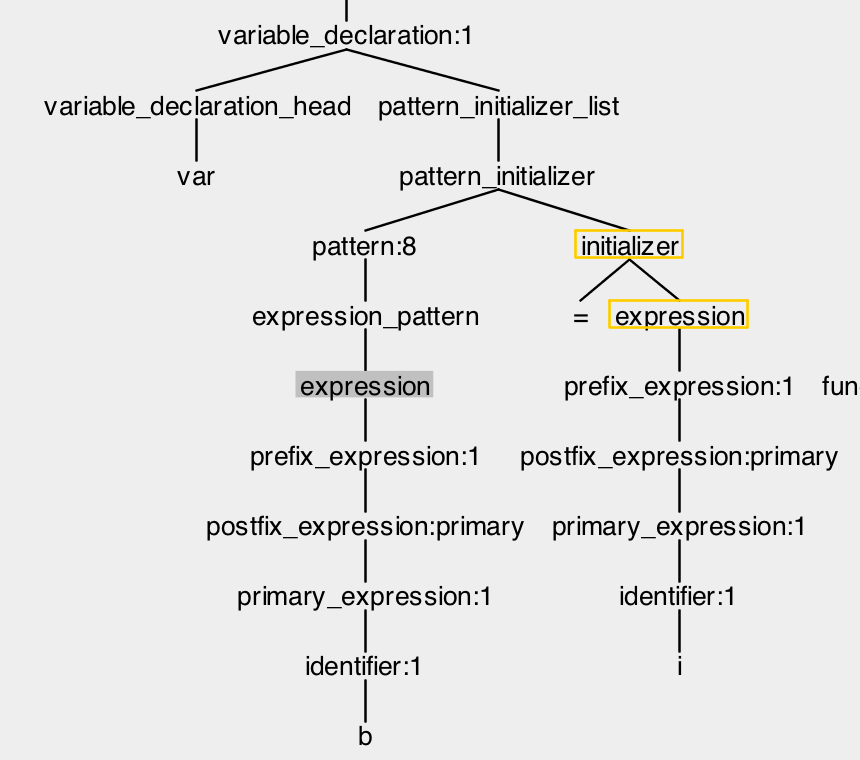 variable_declaration:1
variable_declaration_head pattern_initializer_list
var pattern_initializer
pattern:8 initializer
expression_pattern = expression
expression prefix_expression:1
prefix_expression:1 postfix_expression:primary
postfix_expression:primary primary_expression:1
primary_expression:1 identifier:1
identifier:1 i
b